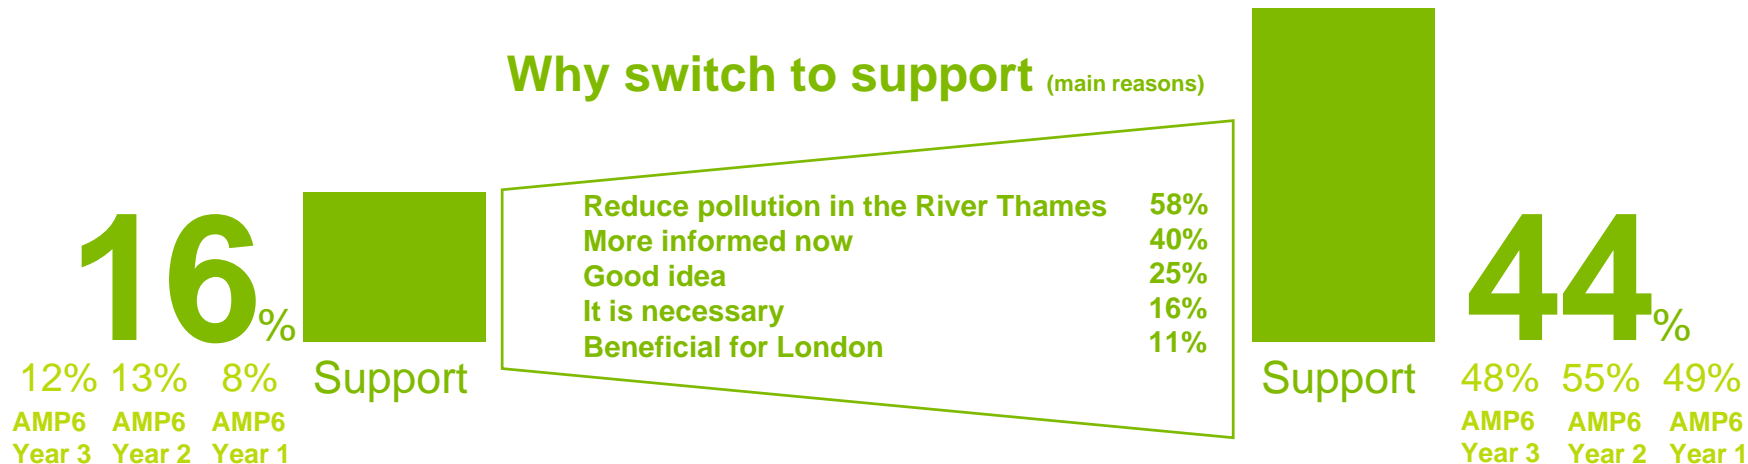 Why switch to support (main reasons)
16%
12% 13% 8%
AMP6 AMP6 AMP6
Year 3 Year 2 Year 1
Support
Reduce pollution in the River Thames 58%
More informed now 40%
Good idea 25%
It is necessary 16%
Beneficial for London 11%
Support
44%
48% 55% 49%
AMP6 AMP6 AMP6
Year 3 Year 2 Year 1